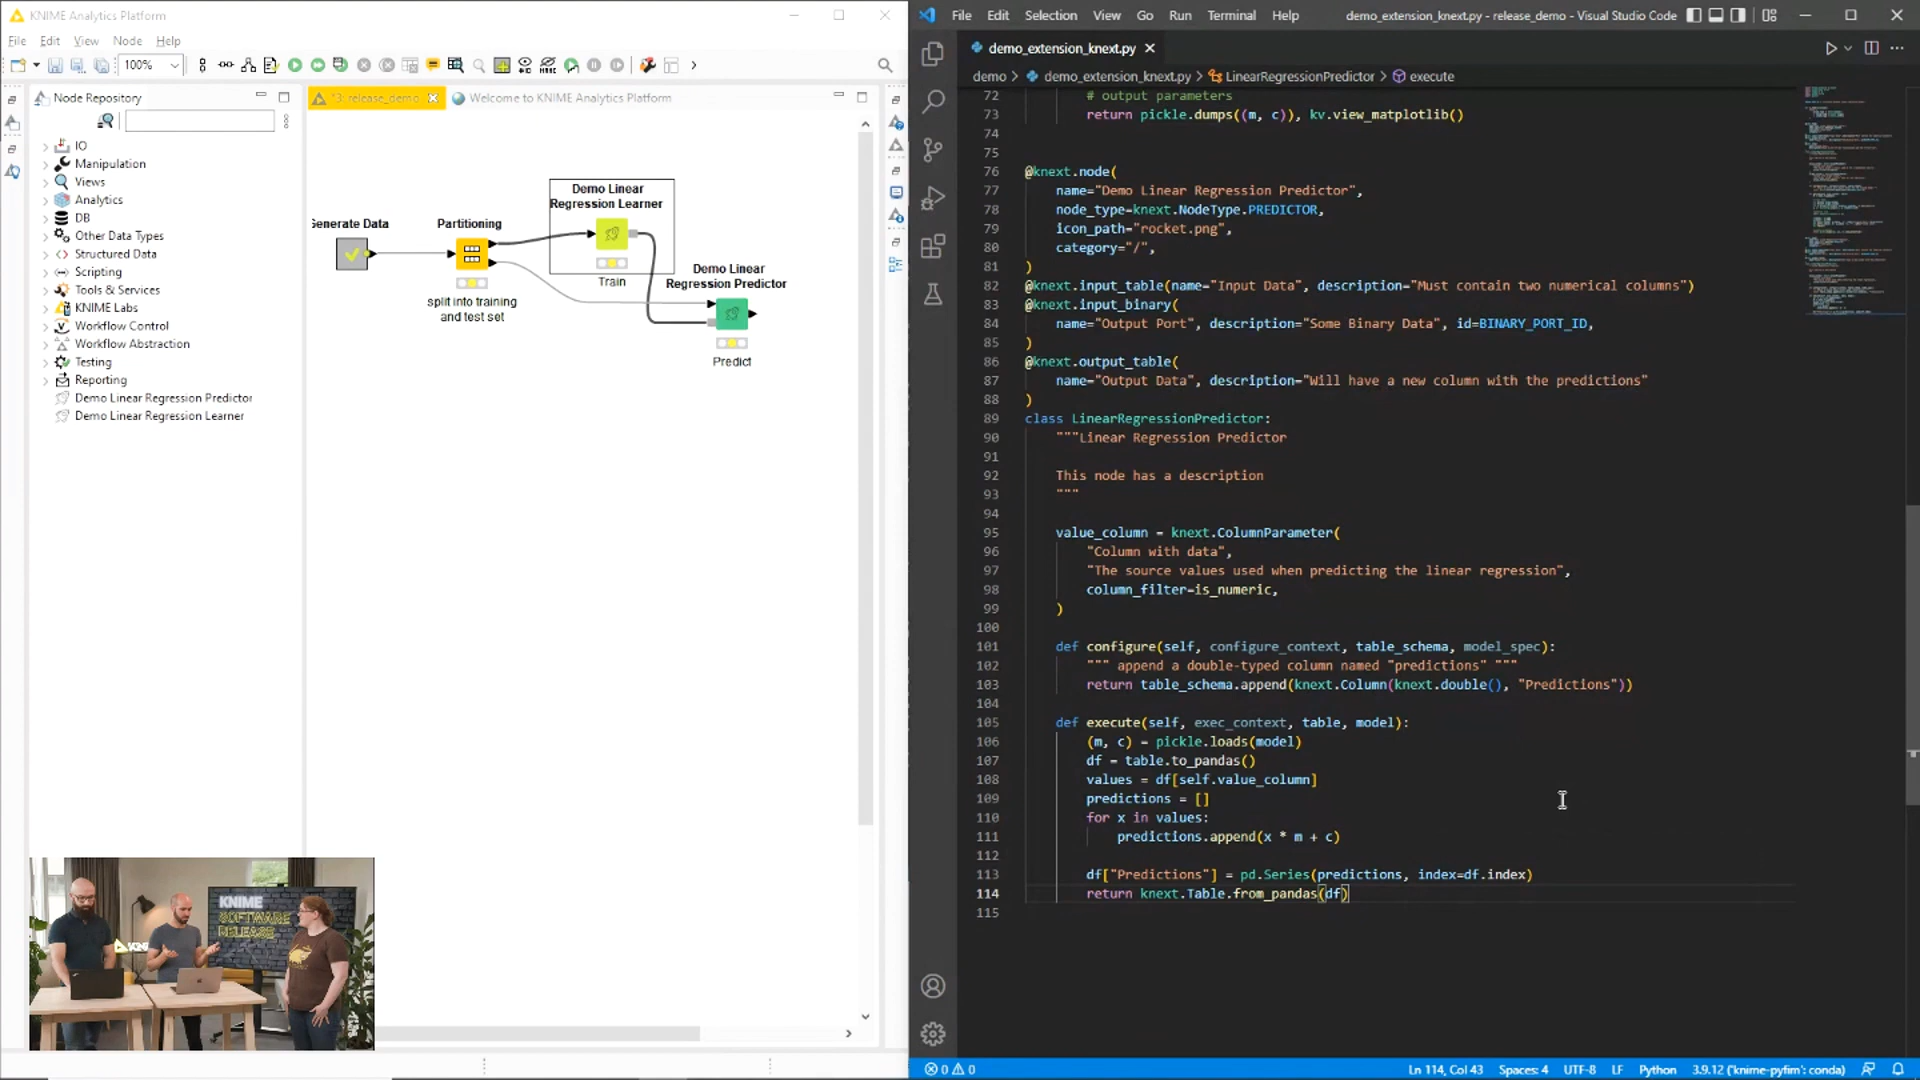 KNIME Analytics Platform
File Edit View Node Help
100%
Node Repository
*3: release_demo
Welcome to KNIME Analytics Platform
IO
Manipulation
Views
Analytics
DB
Other Data Types
Structured Data
Scripting
Tools & Services
KNIME Labs
Workflow Control
Workflow Abstraction
Testing
Reporting
Demo Linear Regression Predictor
Demo Linear Regression Learner
Generate Data
Partitioning
split into training
and test set
Demo Linear
Regression Learner
Train
Demo Linear
Regression Predictor
Predict
KNIME
SOFTWARE
RELEASE
File Edit Selection View Go Run Terminal Help
demo_extension_knext.py - release_demo - Visual Studio Code
demo_extension_knext.py
demo > demo_extension_knext.py > LinearRegressionPredictor > execute
72 # output parameters
73 return pickle.dumps((m, c)), kv.view_matplotlib()
74
75
76 @knext.node(
77 name="Demo Linear Regression Predictor",
78 node_type=knext.NodeType.PREDICTOR,
79 icon_path="rocket.png",
80 category="/",
81 )
82 @knext.input_table(name="Input Data", description="Must contain two numerical columns")
83 @knext.input_binary(
84 name="Output Port", description="Some Binary Data", id=BINARY_PORT_ID,
85 )
86 @knext.output_table(
87 name="Output Data", description="Will have a new column with the predictions"
88 )
89 class LinearRegressionPredictor:
90 """Linear Regression Predictor
91
92 This node has a description
93 """
94
95 value_column = knext.ColumnParameter(
96 "Column with data",
97 "The source values used when predicting the linear regression",
98 column_filter=is_numeric,
99 )
100
101 def configure(self, configure_context, table_schema, model_spec):
102 """ append a double-typed column named "predictions" """
103 return table_schema.append(knext.Column(knext.double(), "Predictions"))
104
105 def execute(self, exec_context, table, model):
106 (m, c) = pickle.loads(model)
107 df = table.to_pandas()
108 values = df[self.value_column]
109 predictions = []
110 for x in values:
111 predictions.append(x * m + c)
112
113 df["Predictions"] = pd.Series(predictions, index=df.index)
114 return knext.Table.from_pandas(df)
115
0 0
Ln 114, Col 43 Spaces: 4 UTF-8 LF Python 3.9.12 ('knime-pyfim': conda)